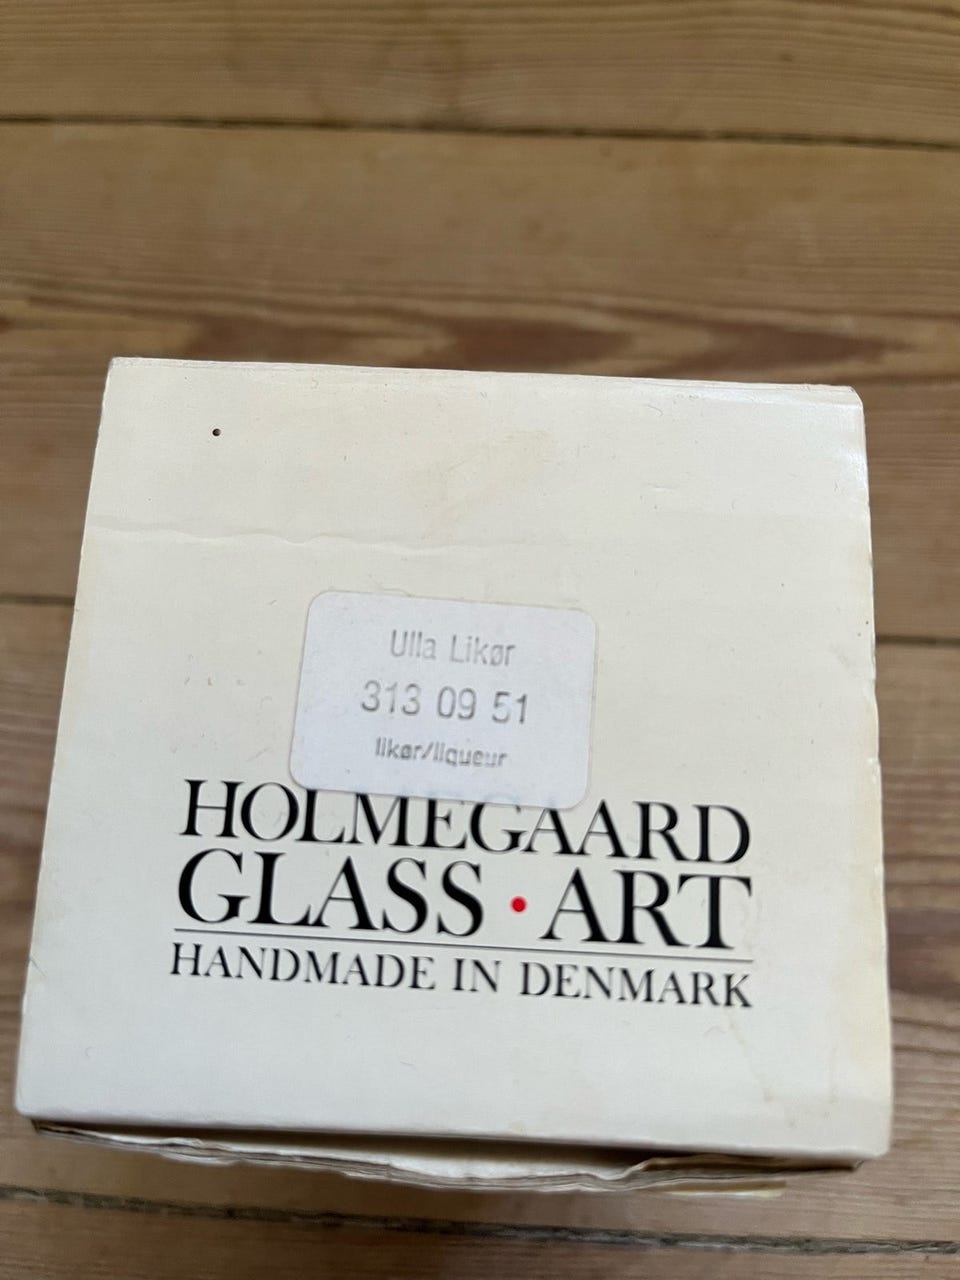 Ulla Likør
313 09 51
likør/liqueur
HOLMEGAARD
GLASS • ART
HANDMADE IN DENMARK